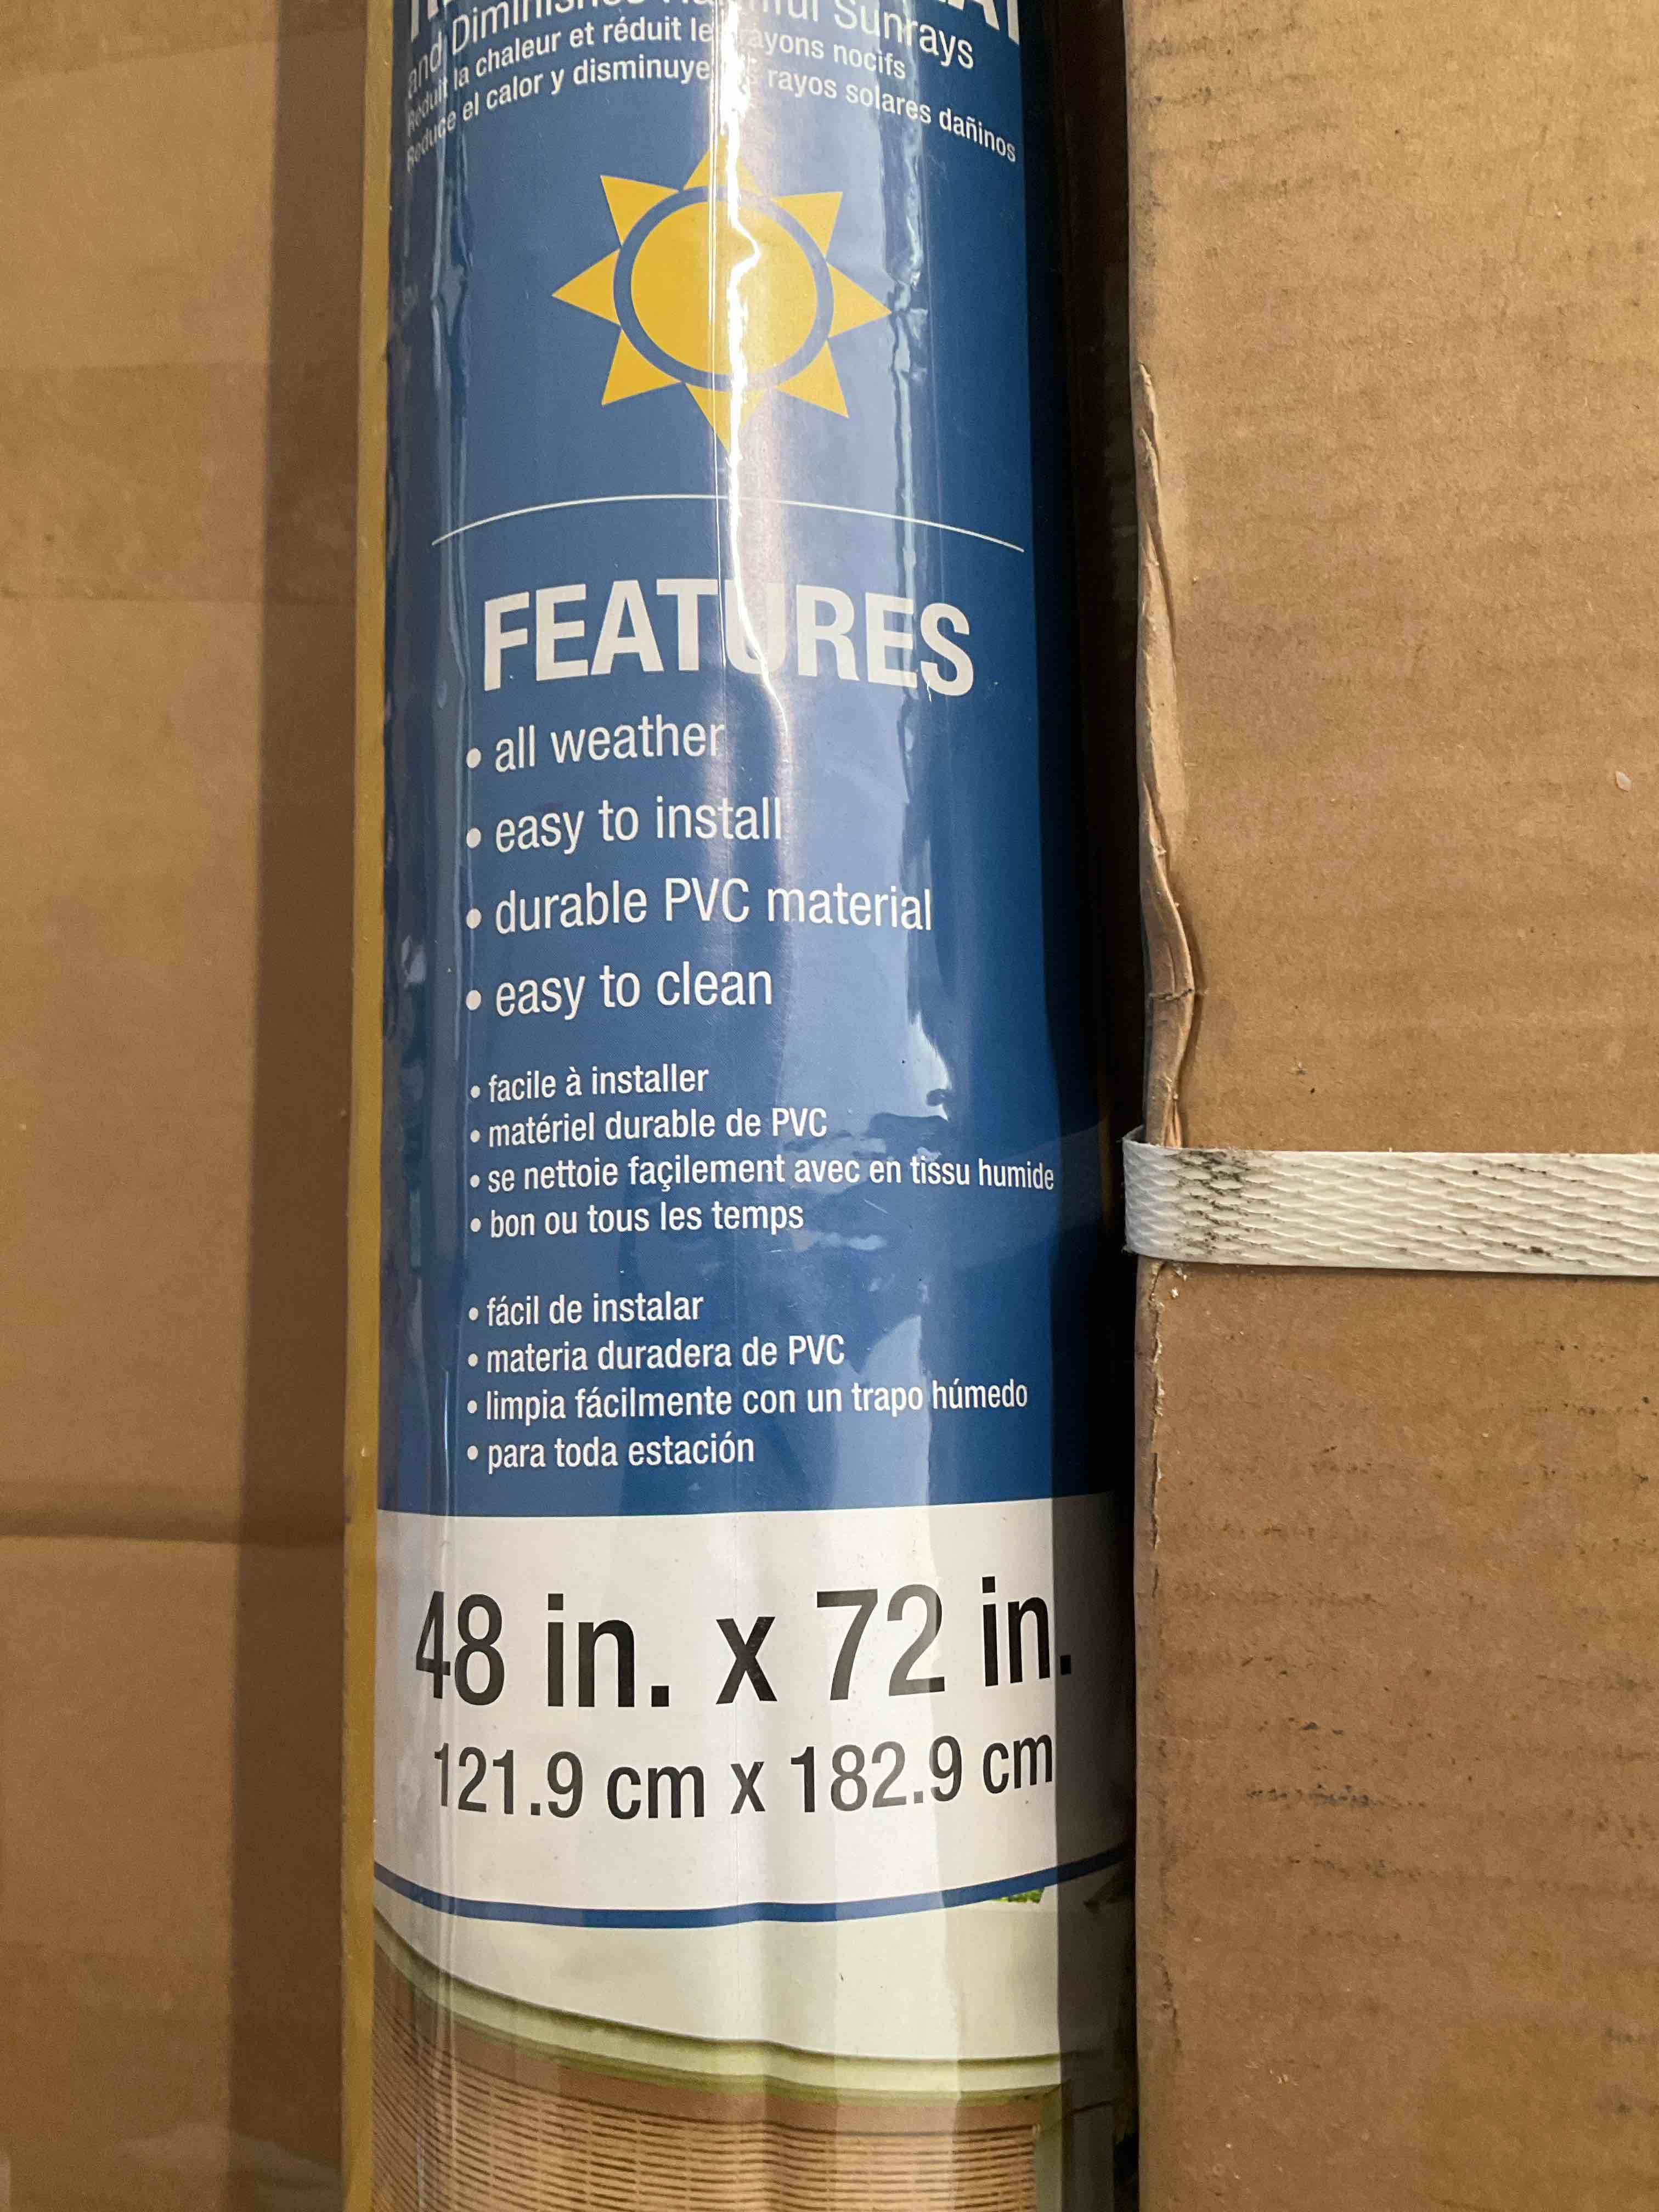 and Diminishes Harmful Sunrays
Réduit la chaleur et réduit les rayons nocifs
Reduce el calor y disminuye los rayos solares dañinos
FEATURES
• all weather
• easy to install
• durable PVC material
• easy to clean
• facile à installer
• matériel durable de PVC
• se nettoie façilement avec en tissu humide
• bon ou tous les temps
• fácil de instalar
• materia duradera de PVC
• limpia fácilmente con un trapo húmedo
• para toda estación
48 in. x 72 in.
121.9 cm x 182.9 cm